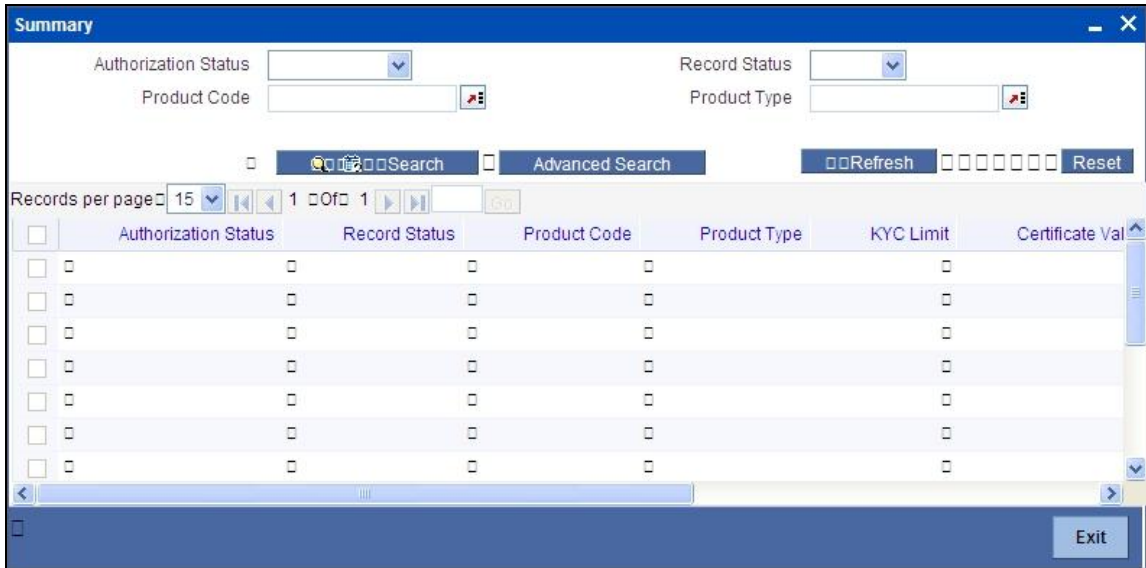 Summary
Authorization Status Record Status
Product Code Product Type
Search Advanced Search Refresh Reset
Records per page 15 1 Of 1 Go
Authorization Status Record Status Product Code Product Type KYC Limit Certificate Val
Exit